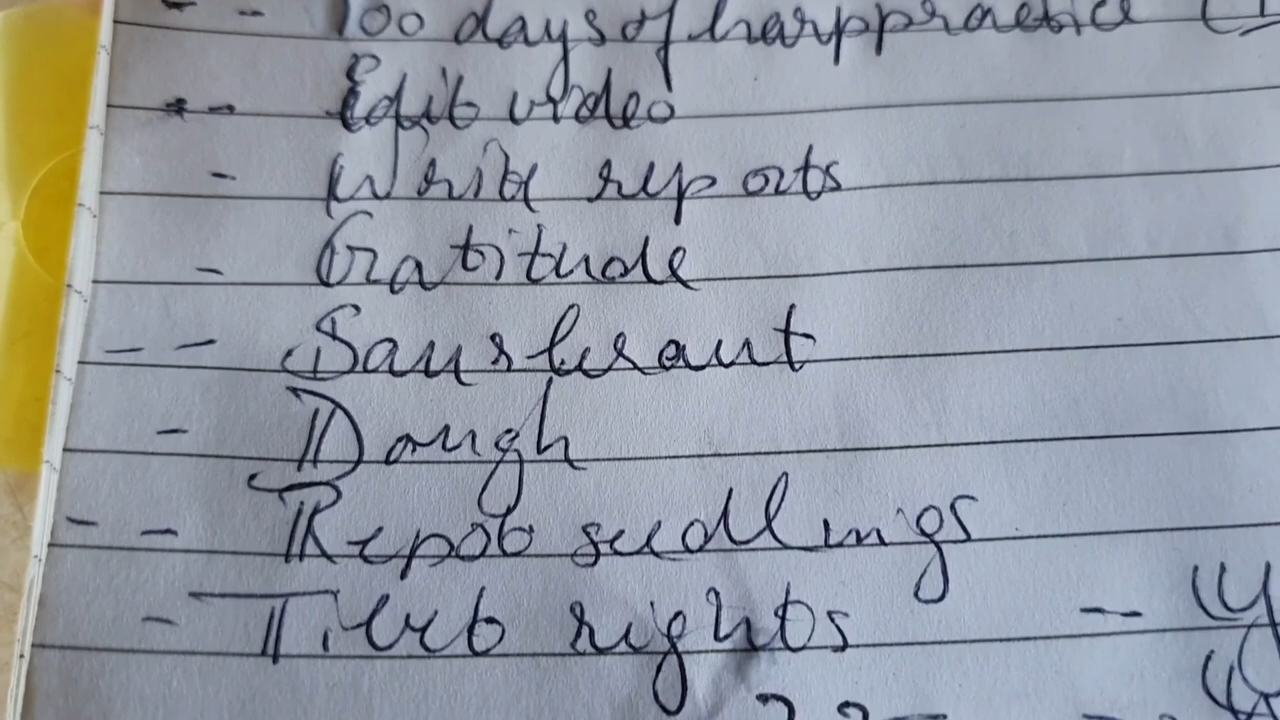 - - 100 days of harp practice (
- - Edit video
- Write reports
- Gratitude
- - Sauerkraut
- Dough
- - Repot seedlings
- Tibet rights -